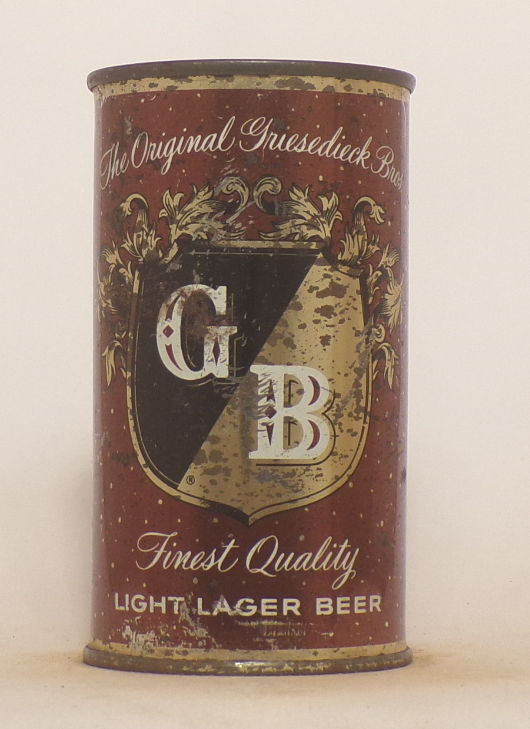 The Original Griesedieck Bros
G
B
®
Finest Quality
LIGHT LAGER BEER